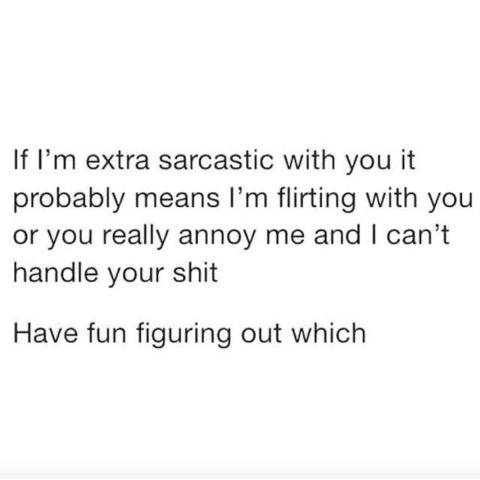 If I’m extra sarcastic with you it
probably means I’m flirting with you
or you really annoy me and I can’t
handle your shit
Have fun figuring out which